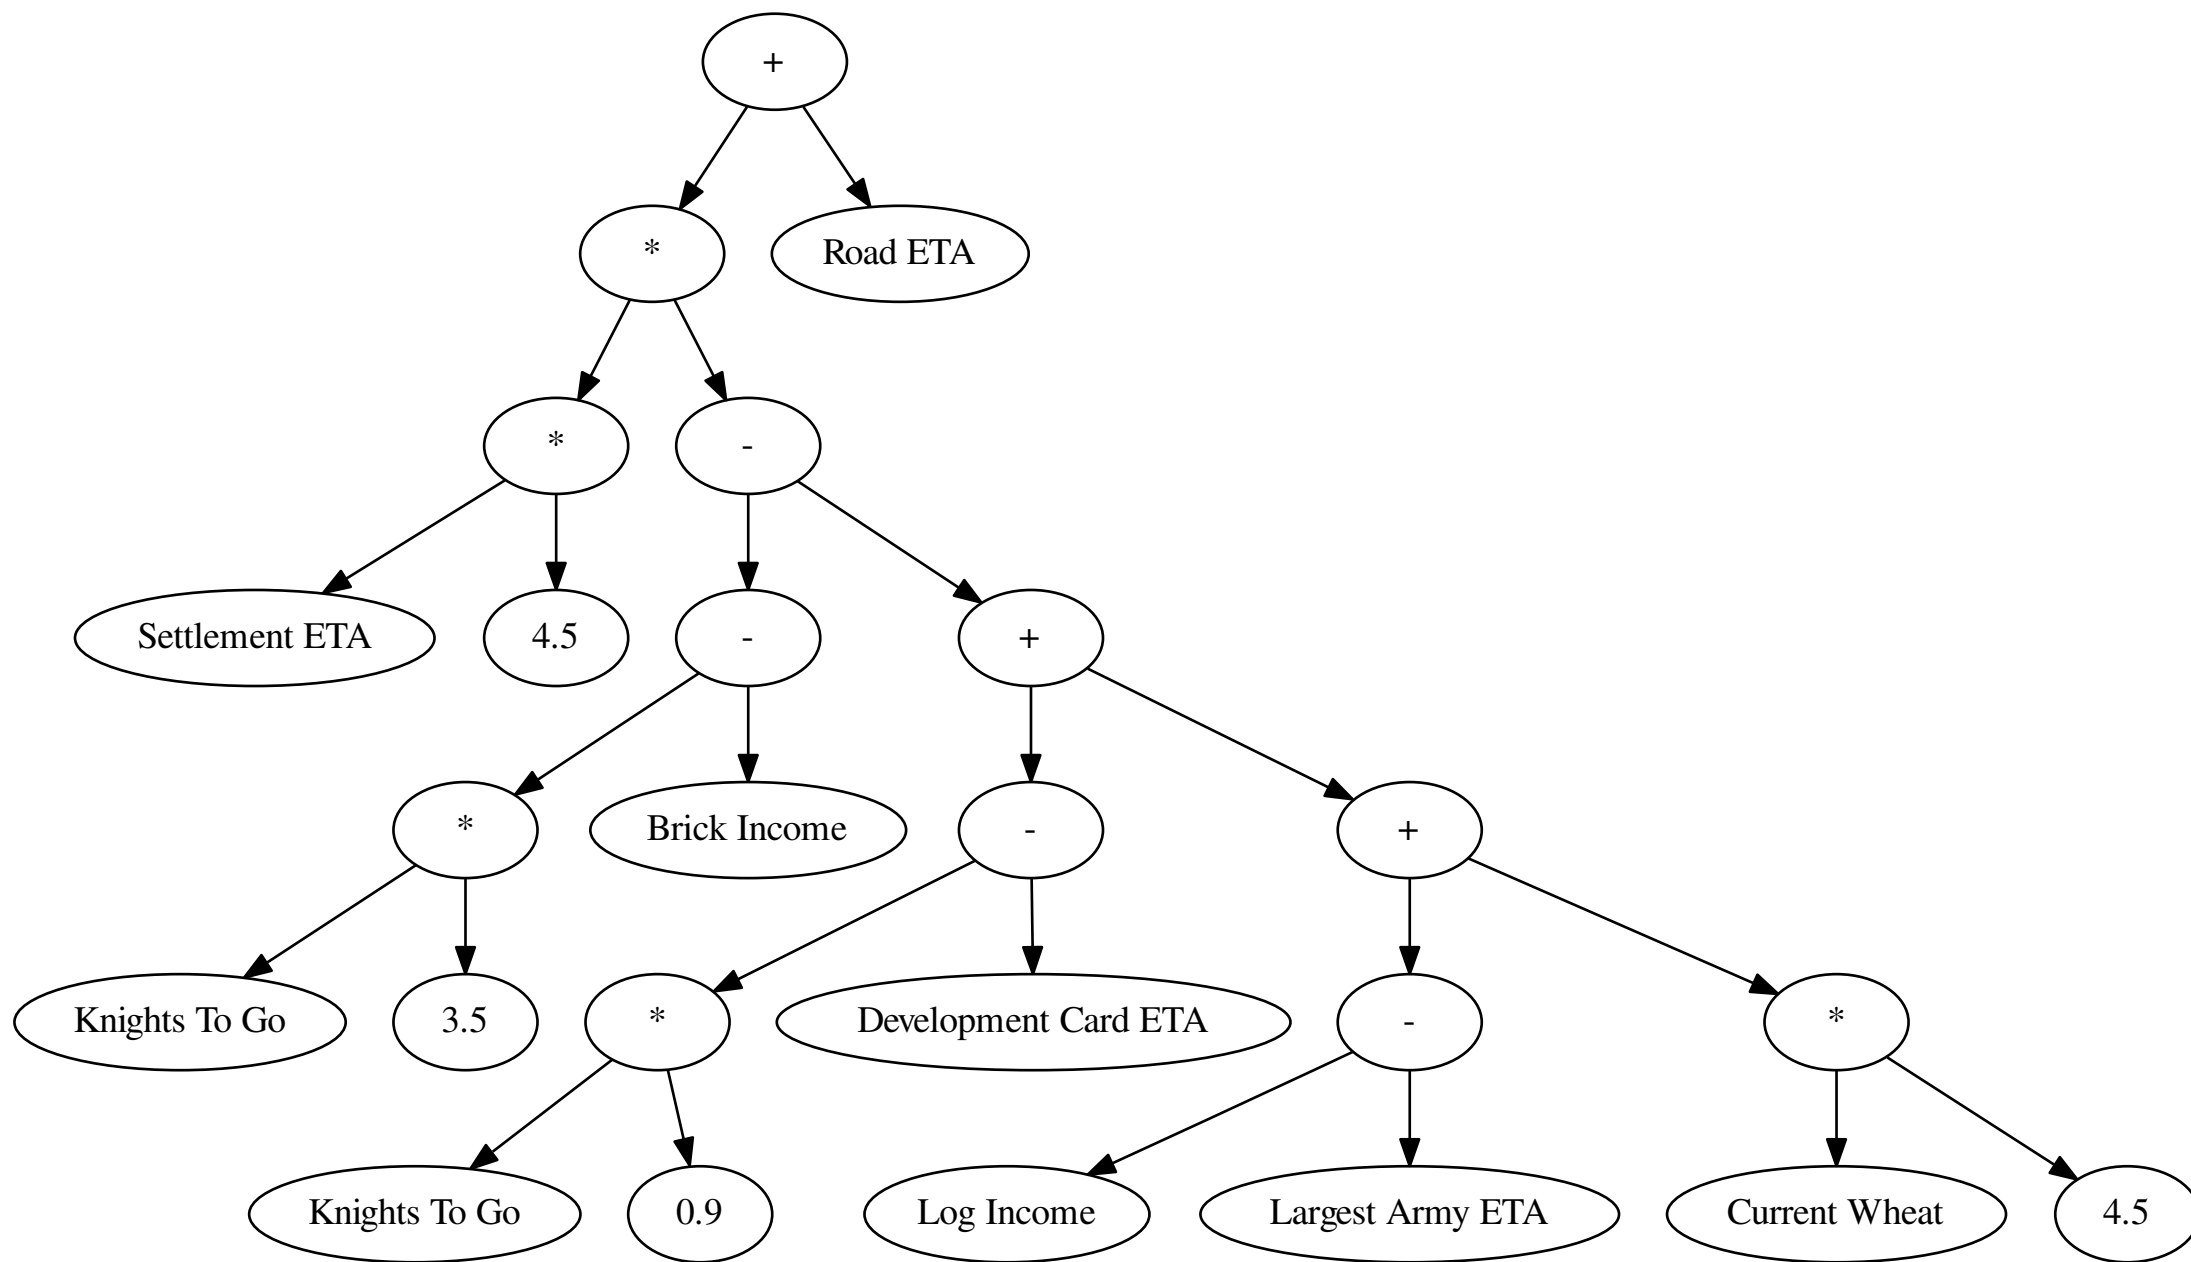 +
*
Road ETA
*
-
Settlement ETA
4.5
-
+
*
Brick Income
-
+
Knights To Go
3.5
*
Development Card ETA
-
*
Knights To Go
0.9
Log Income
Largest Army ETA
Current Wheat
4.5